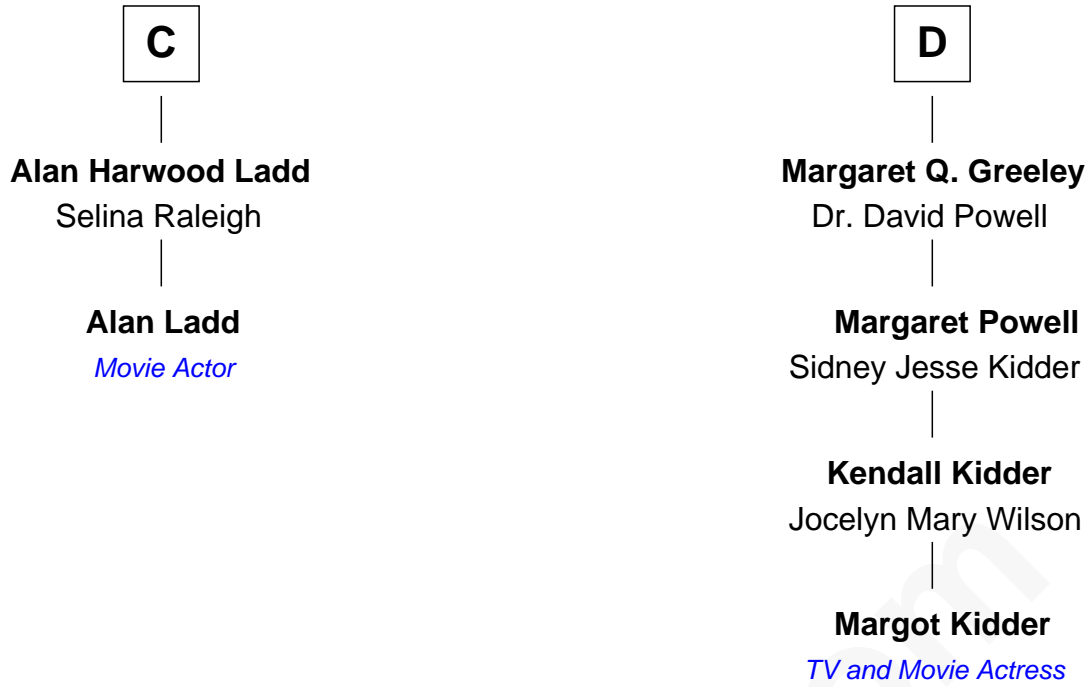 C
Alan Harwood Ladd
Selina Raleigh
Alan Ladd
Movie Actor
D
Margaret Q. Greeley
Dr. David Powell
Margaret Powell
Sidney Jesse Kidder
Kendall Kidder
Jocelyn Mary Wilson
Margot Kidder
TV and Movie Actress